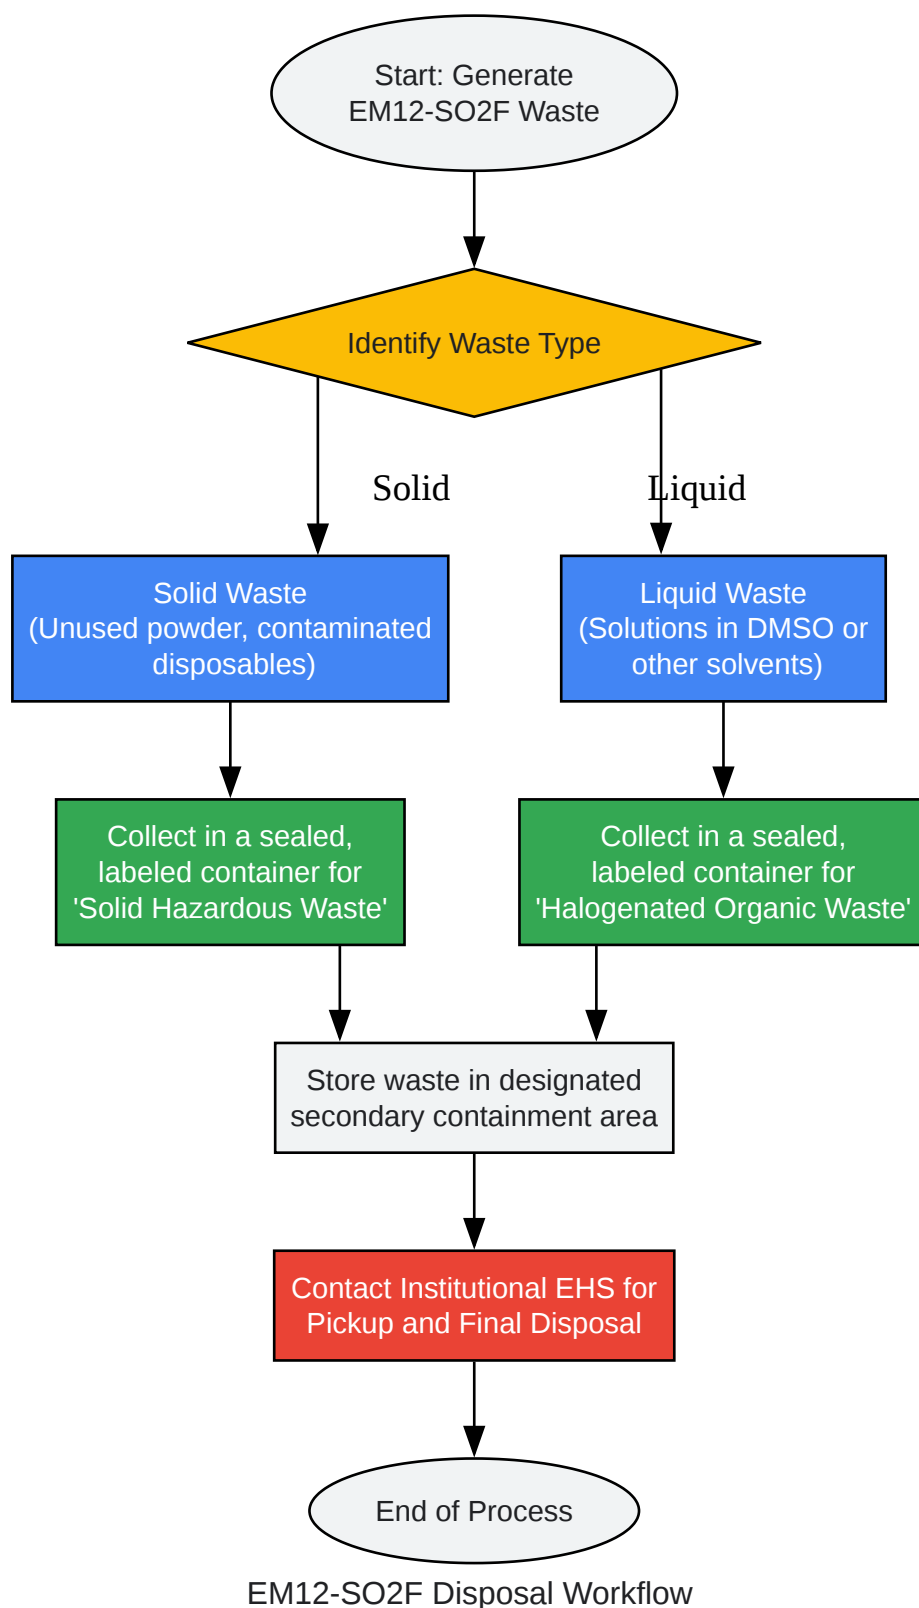 Start: Generate
EM12-SO2F Waste
Identify Waste Type
Solid
Liquid
Solid Waste
(Unused powder, contaminated
disposables)
Liquid Waste
(Solutions in DMSO or
other solvents)
Collect in a sealed,
labeled container for
'Solid Hazardous Waste'
Collect in a sealed,
labeled container for
'Halogenated Organic Waste'
Store waste in designated
secondary containment area
Contact Institutional EHS for
Pickup and Final Disposal
End of Process
EM12-SO2F Disposal Workflow